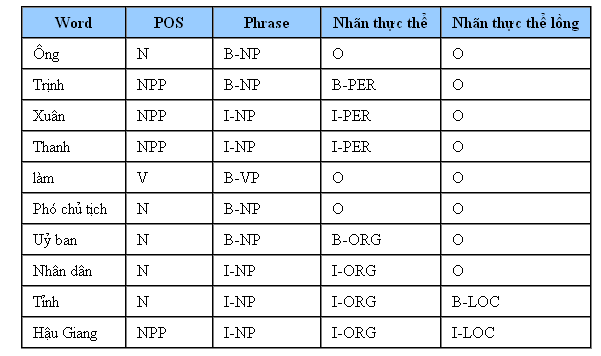 Word POS Phrase Nhãn thực thể Nhãn thực thể lồng
Ông N B-NP O O
Trịnh NPP B-NP B-PER O
Xuân NPP I-NP I-PER O
Thanh NPP I-NP I-PER O
làm V B-VP O O
Phó chủ tịch N B-NP O O
Uỷ ban N B-NP B-ORG O
Nhân dân N I-NP I-ORG O
Tỉnh N I-NP I-ORG B-LOC
Hậu Giang NPP I-NP I-ORG I-LOC